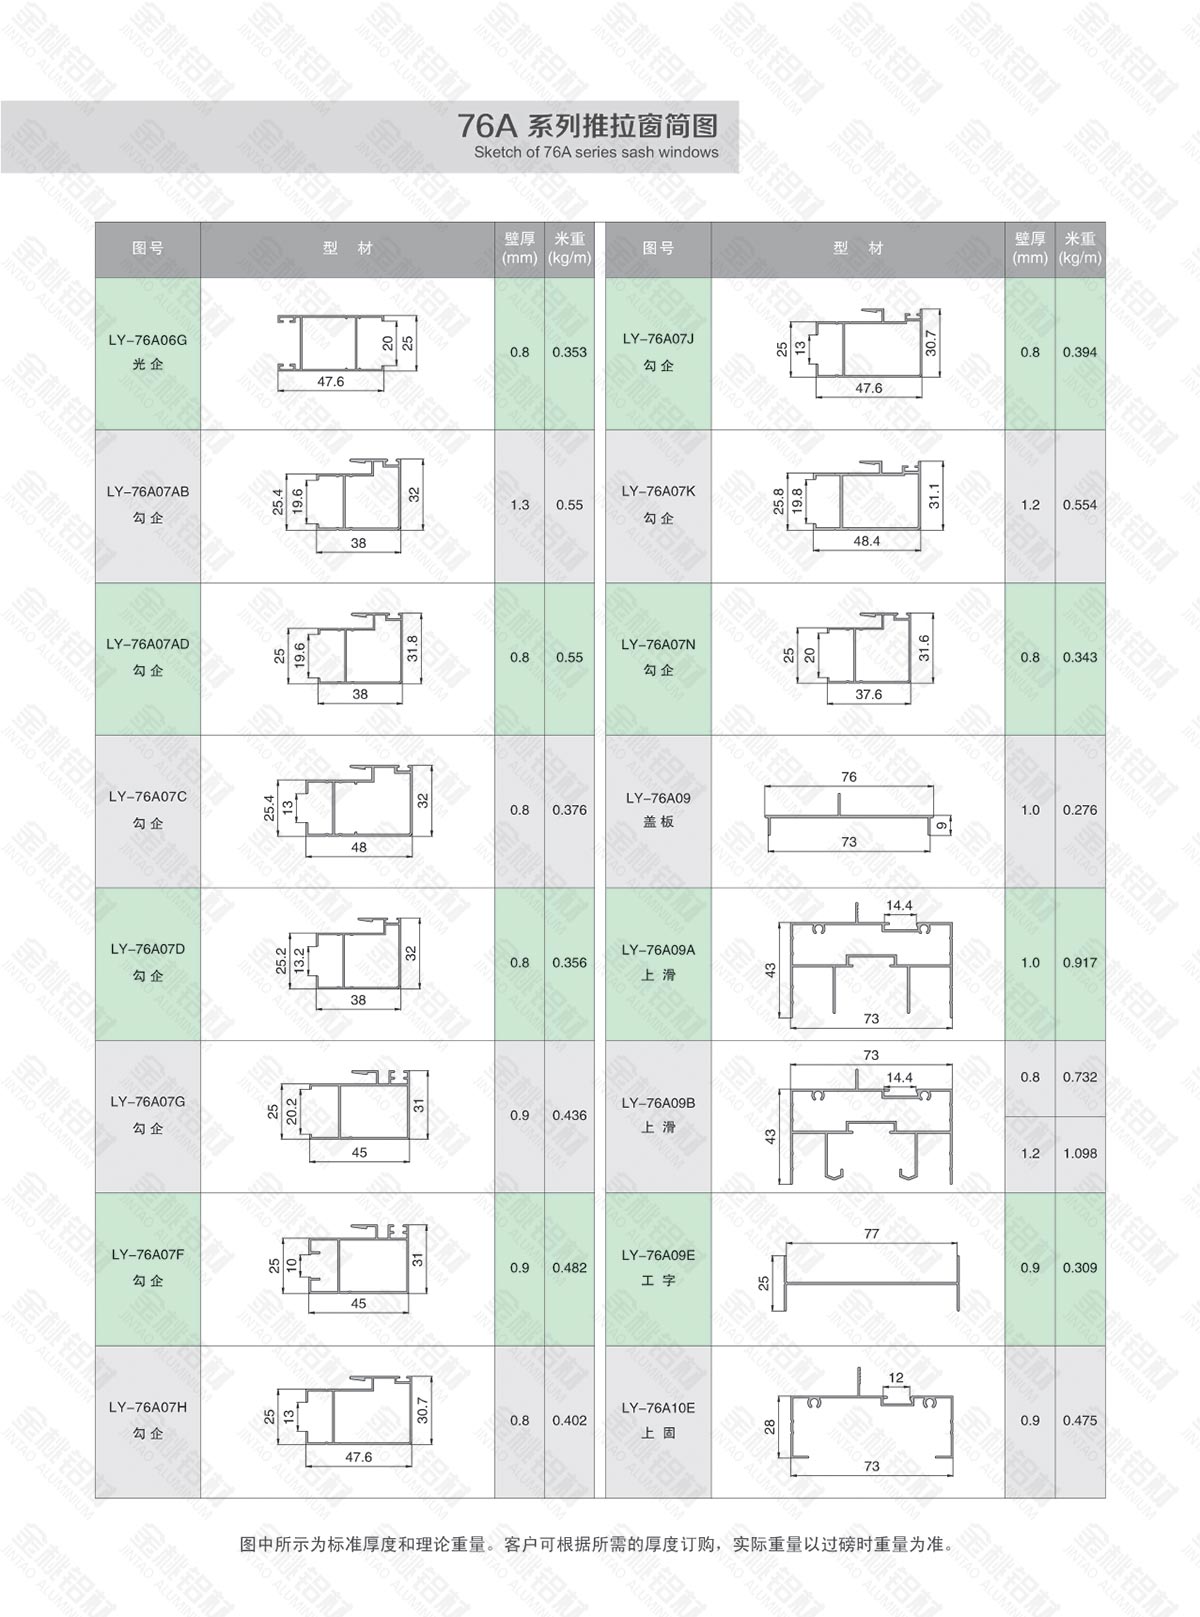 76A 系列推拉窗简图
Sketch of 76A series sash windows
图号 型 材 壁厚 (mm) 米重 (kg/m) 图号 型 材 壁厚 (mm) 米重 (kg/m)
LY-76A06G
光 企
20
25
47.6
0.8 0.353
LY-76A07J
勾 企
25
13
30.7
47.6
0.8 0.394
LY-76A07AB
勾 企
25.4
19.6
32
38
1.3 0.55
LY-76A07K
勾 企
25.8
19.8
31.1
48.4
1.2 0.554
LY-76A07AD
勾 企
25
19.6
31.8
38
0.8 0.55
LY-76A07N
勾 企
25
20
31.6
37.6
0.8 0.343
LY-76A07C
勾 企
25.4
13
32
48
0.8 0.376
LY-76A09
盖 板
76
9
73
1.0 0.276
LY-76A07D
勾 企
25.2
13.2
32
38
0.8 0.356
LY-76A09A
上 滑
14.4
43
73
1.0 0.917
LY-76A07G
勾 企
25
20.2
31
45
0.9 0.436
LY-76A09B
上 滑
73
14.4
43
0.8 0.732
1.2 1.098
LY-76A07F
勾 企
25
10
31
45
0.9 0.482
LY-76A09E
工 字
77
25
0.9 0.309
LY-76A07H
勾 企
25
13
30.7
47.6
0.8 0.402
LY-76A10E
上 固
12
28
73
0.9 0.475
图中所示为标准厚度和理论重量。客户可根据所需的厚度订购，实际重量以过磅时重量为准。
金桃铝材
JINTAO ALUMINIUM